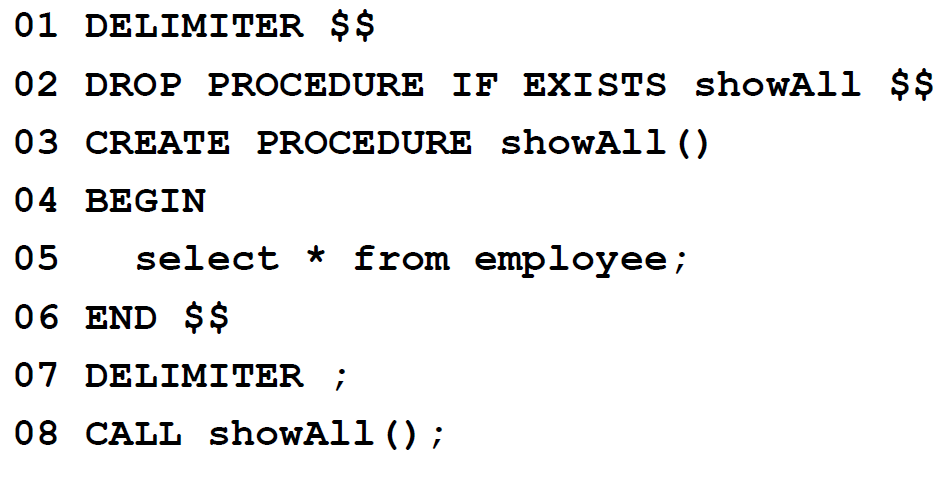 01 DELIMITER $$
02 DROP PROCEDURE IF EXISTS showAll $$
03 CREATE PROCEDURE showAll()
04 BEGIN
05   select * from employee;
06 END $$
07 DELIMITER ;
08 CALL showAll();